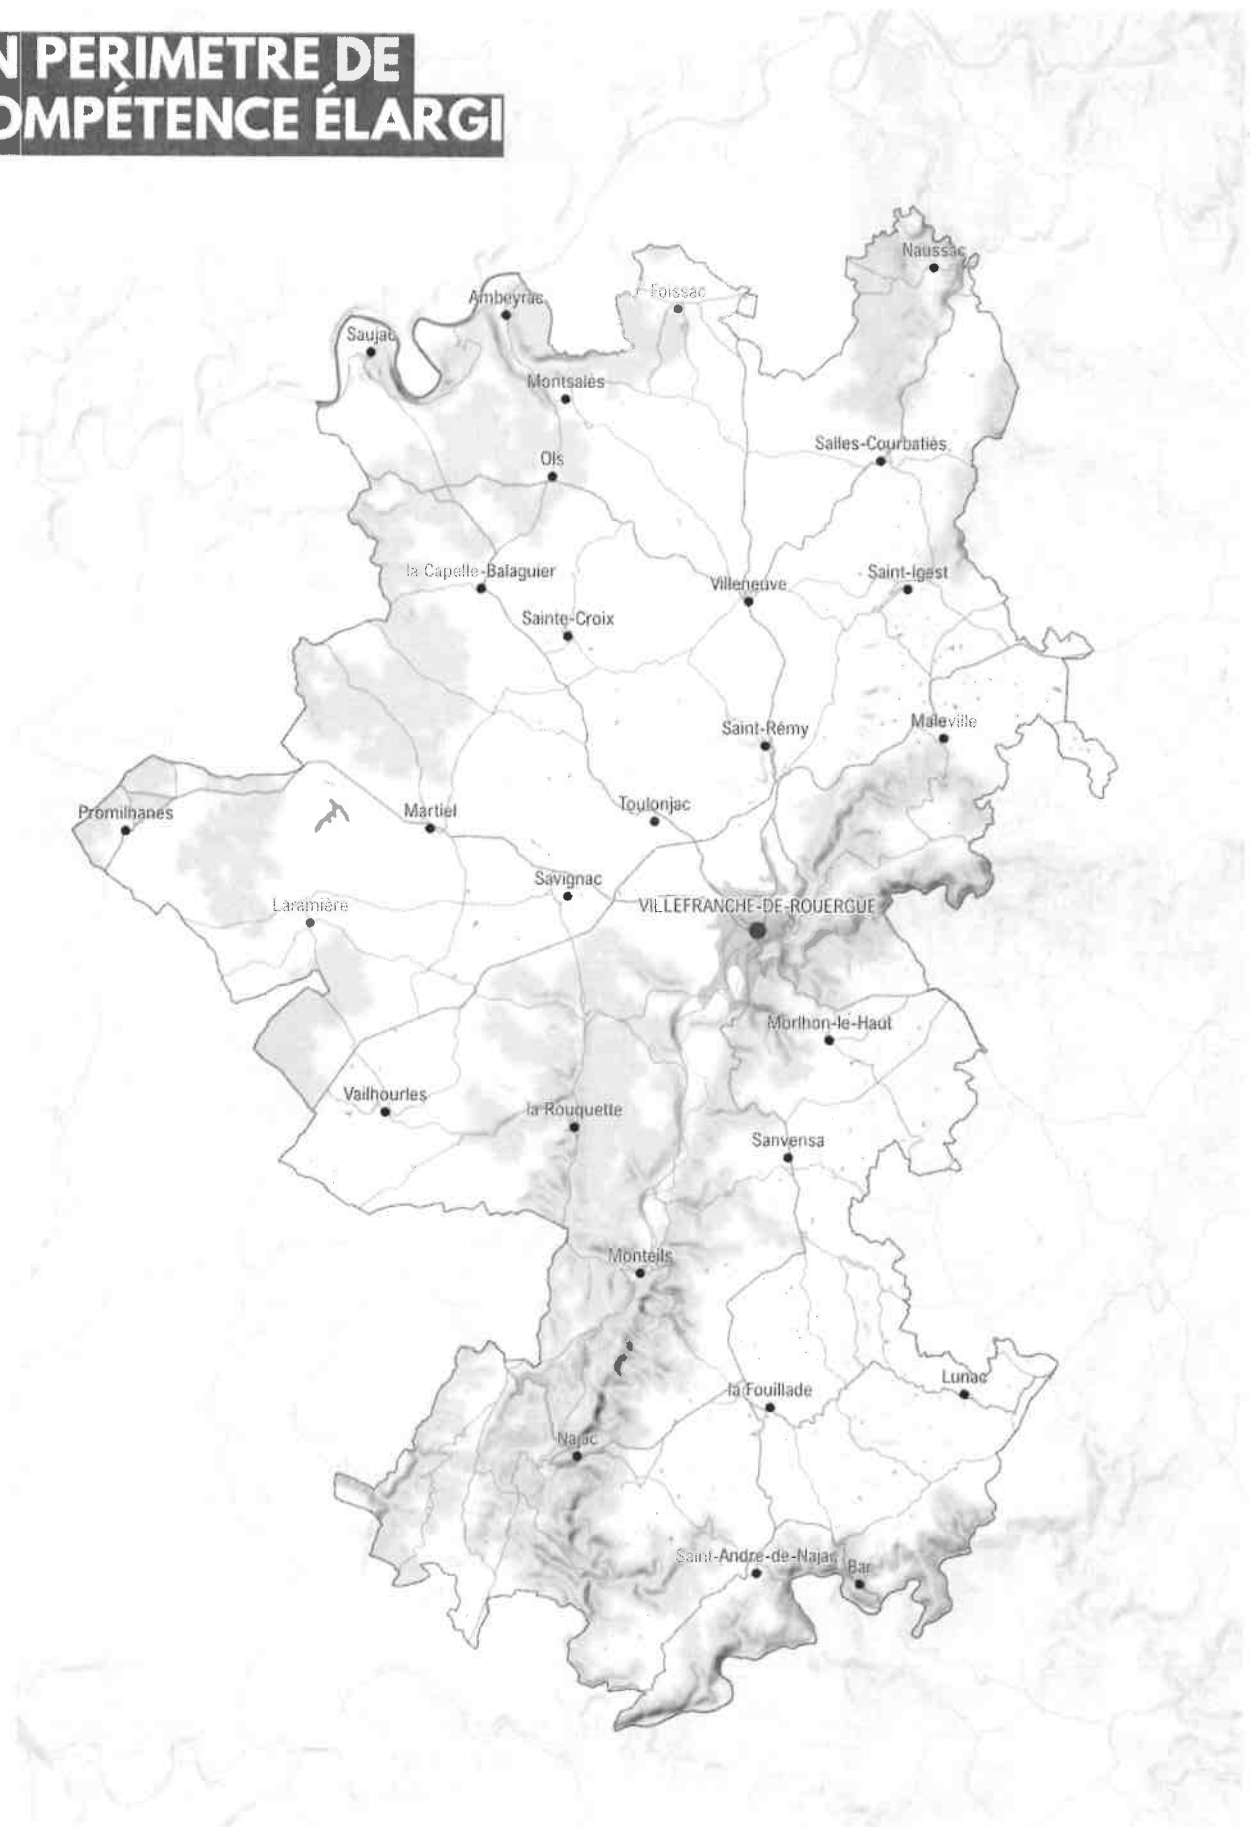 N PERIMETRE DE
OMPÉTENCE ÉLARGI
Naussac
Ambeyrac
Foissac
Saujac
Montsalès
Salles-Courbatiès
Ols
la Capelle-Balaguier
Villeneuve
Saint-Igest
Sainte-Croix
Saint-Rémy
Maleville
Promilhanes
Martiel
Toulonjac
Savignac
Laramière
VILLEFRANCHE-DE-ROUERGUE
Morlhon-le-Haut
Vailhourles
la Rouquette
Sanvensa
Monteils
la Fouillade
Lunac
Najac
Saint-André-de-Najac
Bar